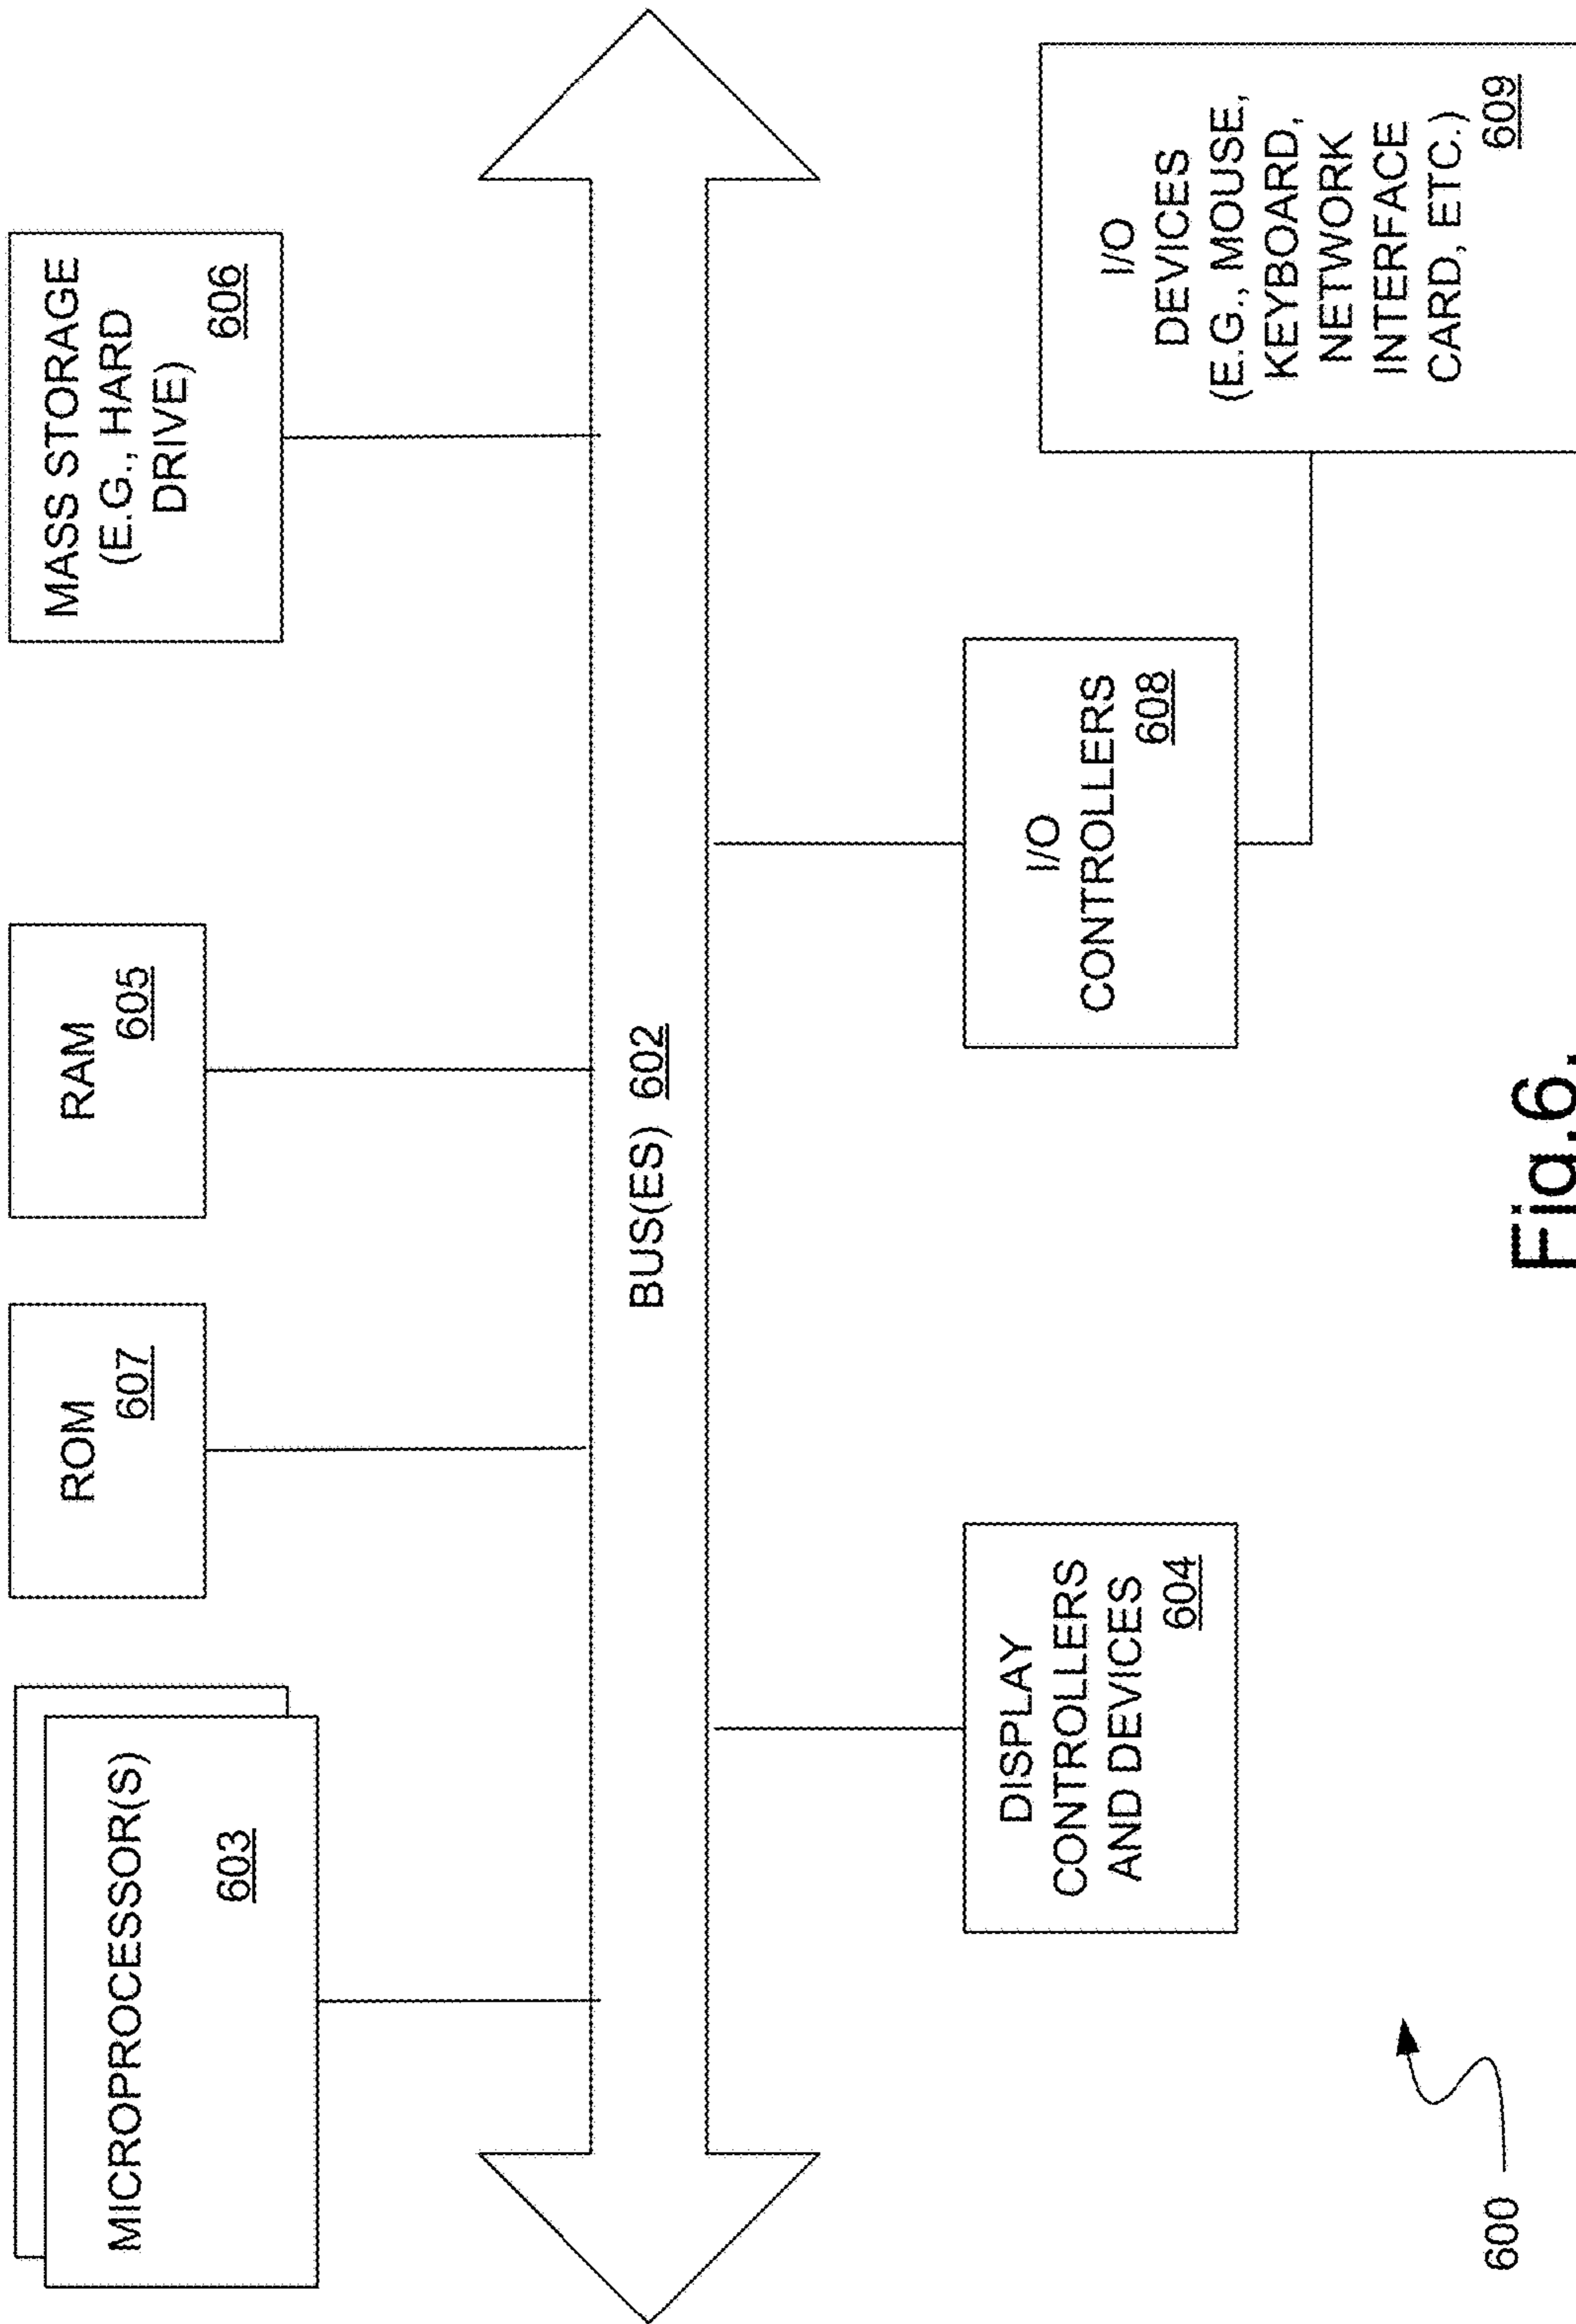 MICROPROCESSOR(S)
603
ROM
607
RAM
605
MASS STORAGE
(E.G., HARD
DRIVE)
606
BUS(ES) 602
DISPLAY
CONTROLLERS
AND DEVICES
604
I/O
CONTROLLERS
608
I/O
DEVICES
(E.G., MOUSE,
KEYBOARD,
NETWORK
INTERFACE
CARD, ETC.)
609
600
Fig.6.